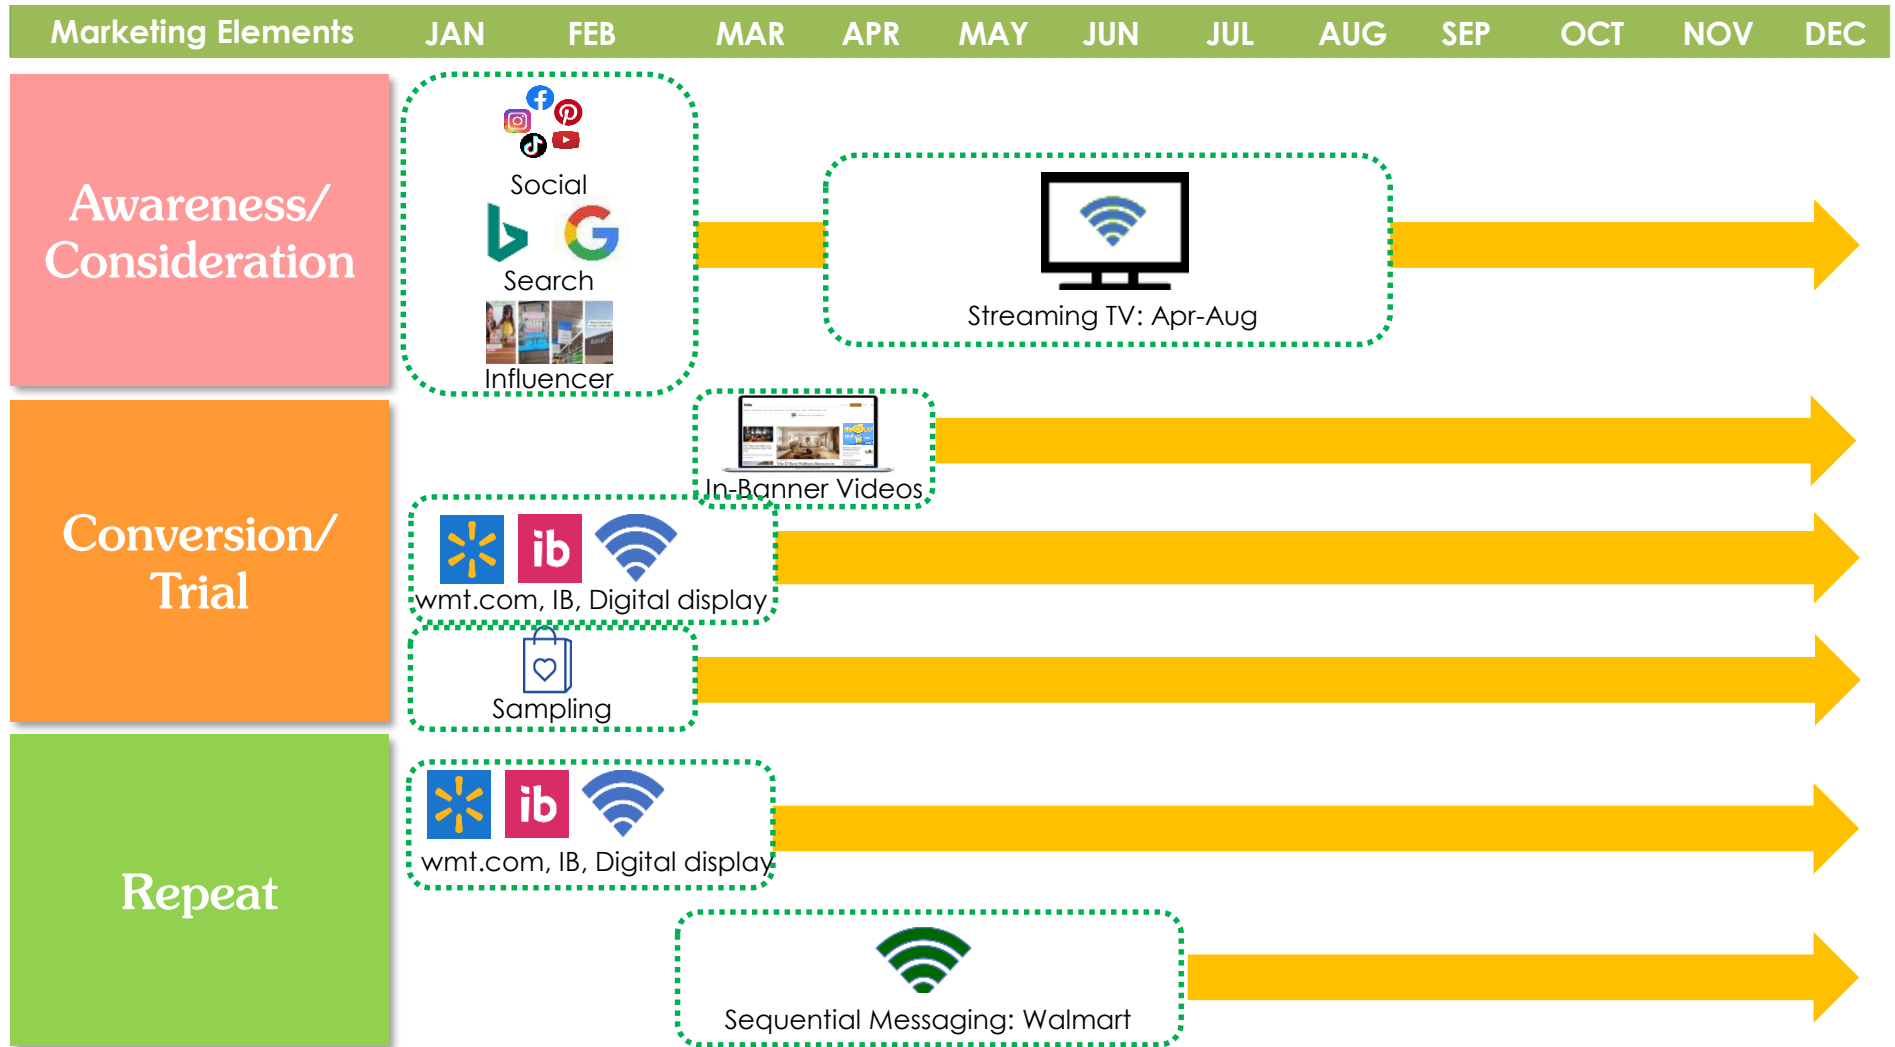 Marketing Elements JAN FEB MAR APR MAY JUN JUL AUG SEP OCT NOV DEC
Awareness/
Consideration
Social
Search
Influencer
Streaming TV: Apr-Aug
Conversion/
Trial
In-Banner Videos
ib
wmt.com, IB, Digital display
Sampling
Repeat
ib
wmt.com, IB, Digital display
Sequential Messaging: Walmart